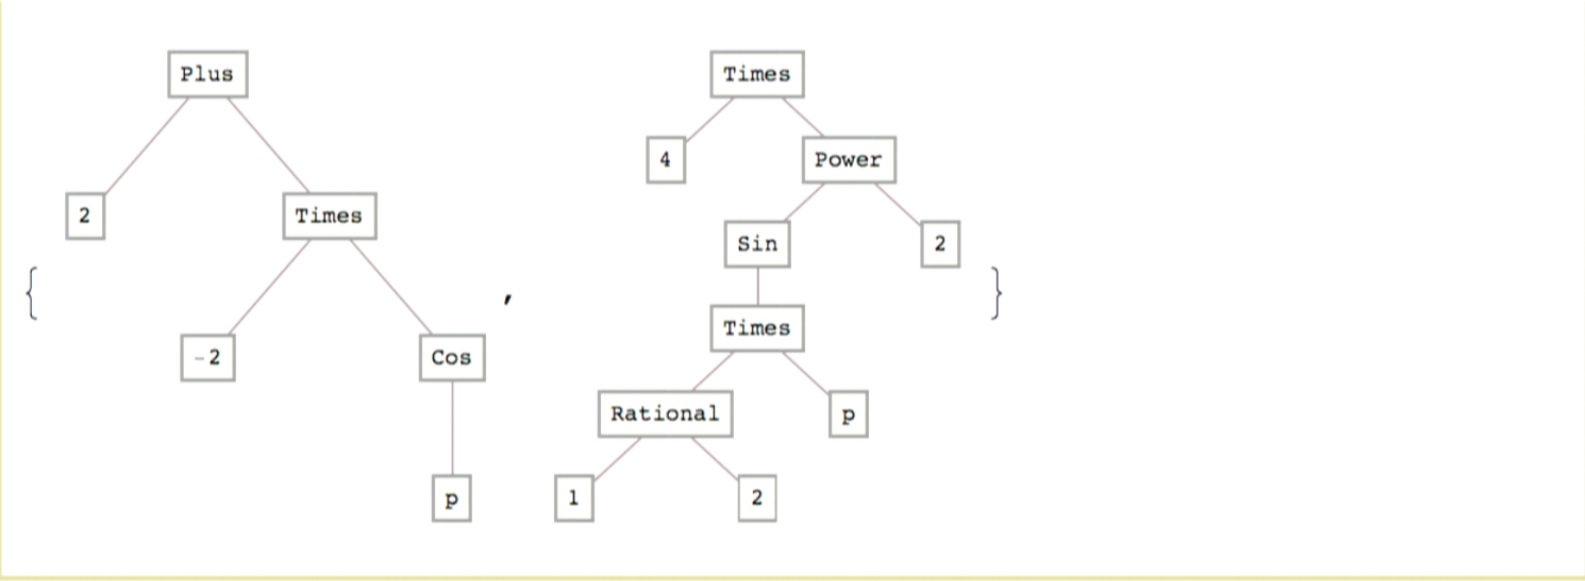 Plus Times
4 Power
2 Times
Sin 2
{ , }
Times
-2 Cos
Rational p
p 1 2